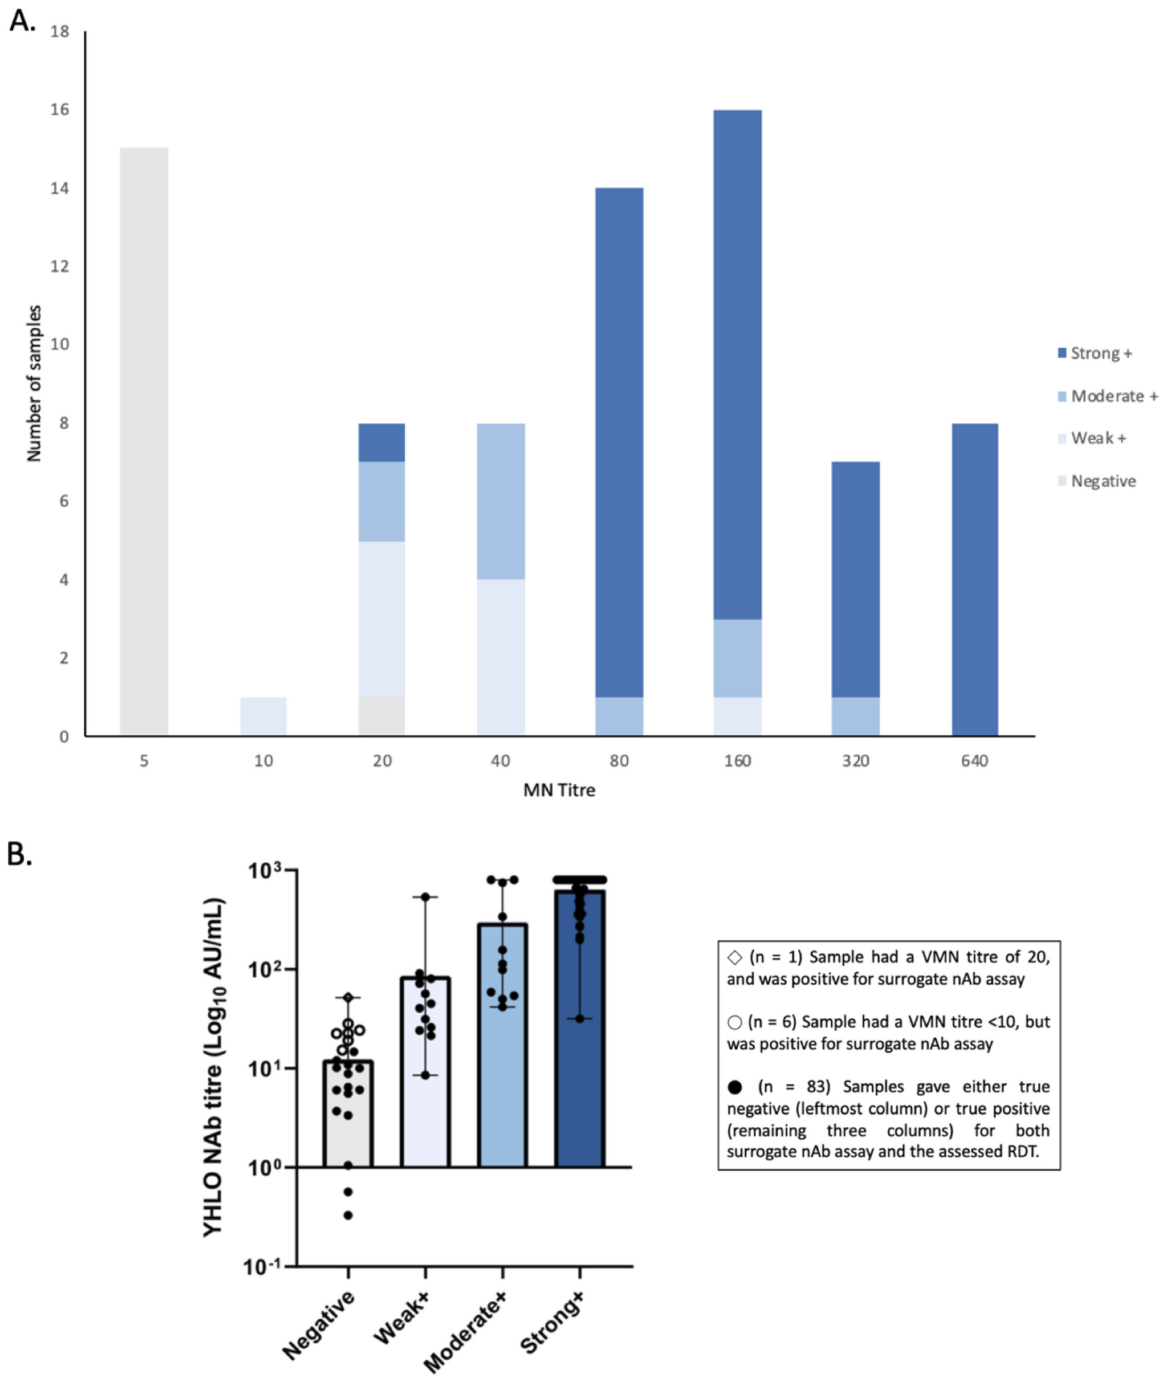 A.
18
16
14
12
10
8
6
4
2
0
Number of samples
5 10 20 40 80 160 320 640
MN Titre
Strong +
Moderate +
Weak +
Negative
B.
10³
10²
10¹
10⁰
10⁻¹
YHLO NAb titre (Log₁₀ AU/mL)
Negative
Weak+
Moderate+
Strong+
◇ (n = 1) Sample had a VMN titre of 20,
and was positive for surrogate nAb assay
○ (n = 6) Sample had a VMN titre <10, but
was positive for surrogate nAb assay
● (n = 83) Samples gave either true
negative (leftmost column) or true positive
(remaining three columns) for both
surrogate nAb assay and the assessed RDT.